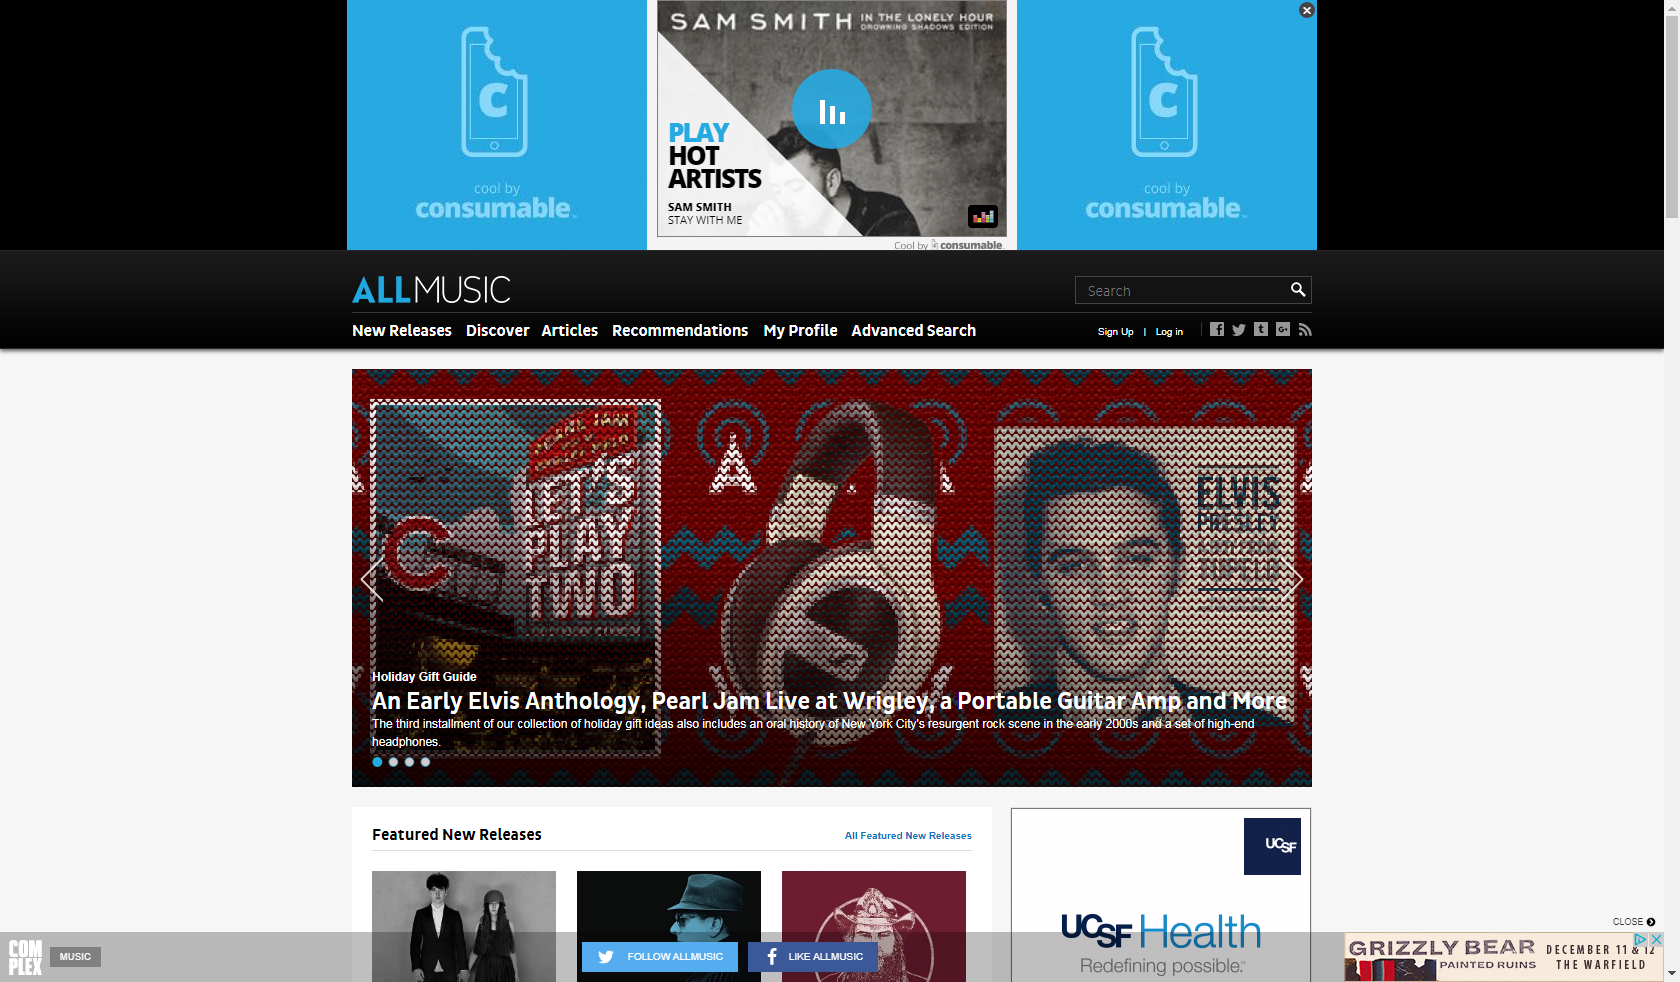 cool by
consumable
SAM SMITH IN THE LONELY HOUR
DROWNING SHADOWS EDITION
PLAY
HOT
ARTISTS
SAM SMITH
STAY WITH ME
Cool by consumable
C
cool by
consumable
C
ALLMUSIC
Search
New Releases Discover Articles Recommendations My Profile Advanced Search
Sign Up | Log in
LET'S
PLAY
TWO
C
A
ELVIS
PRESLEY
Holiday Gift Guide
An Early Elvis Anthology, Pearl Jam Live at Wrigley, a Portable Guitar Amp and More
The third installment of our collection of holiday gift ideas also includes an oral history of New York City's resurgent rock scene in the early 2000s and a set of high-end
headphones.
Featured New Releases
All Featured New Releases
UCSF
UCSF Health
Redefining possible.
CLOSE
COM
PLEX
MUSIC
FOLLOW ALLMUSIC
LIKE ALLMUSIC
GRIZZLY BEAR
PAINTED RUINS
DECEMBER 11 & 12
THE WARFIELD